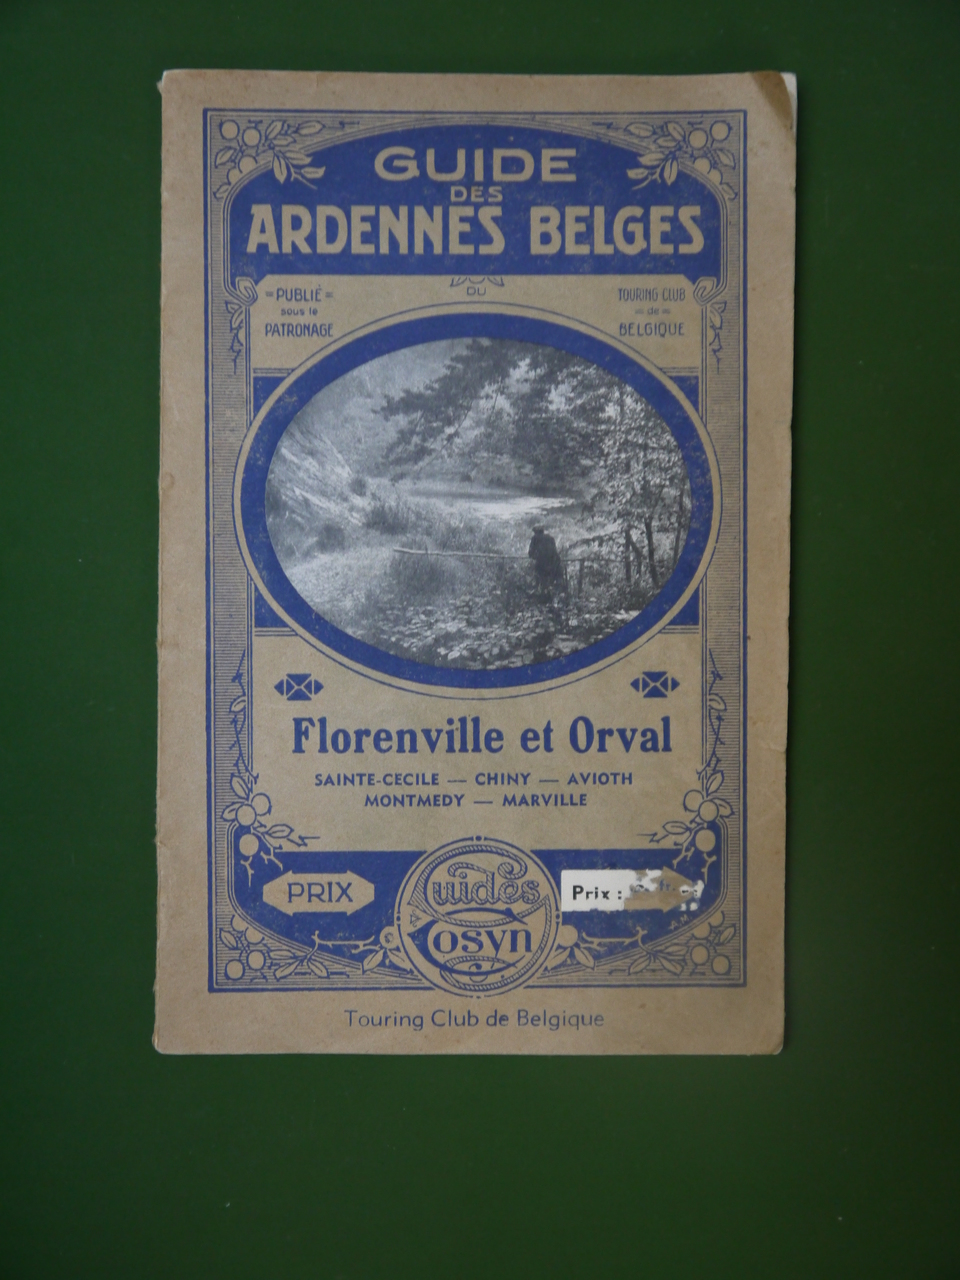 GUIDE
DES
ARDENNES BELGES
PUBLIÉ
sous le
PATRONAGE
DU
TOURING CLUB
de
BELGIQUE
Florenville et Orval
SAINTE-CECILE — CHINY — AVIOTH
MONTMEDY — MARVILLE
PRIX
Guides
Cosyn
Prix :
Touring Club de Belgique